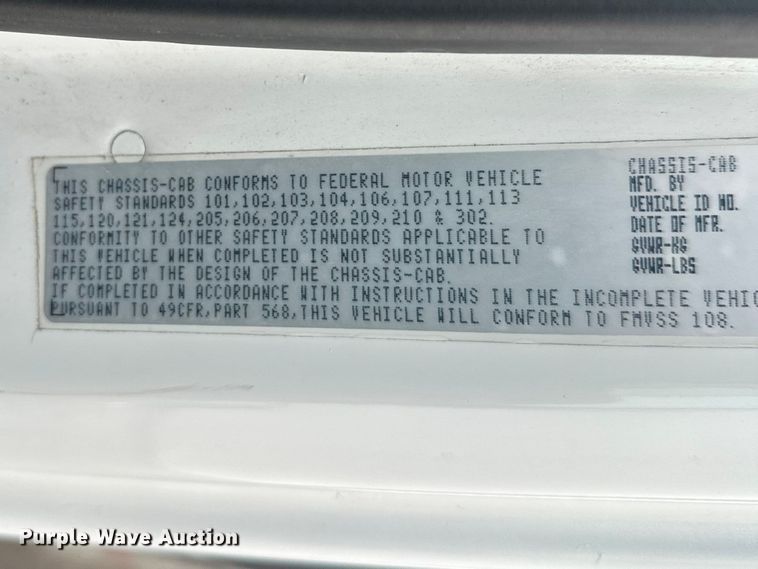 THIS CHASSIS-CAB CONFORMS TO FEDERAL MOTOR VEHICLE
SAFETY STANDARDS 101,102,103,104,106,107,111,113
115,120,121,124,205,206,207,208,209,210 & 302.
CONFORMITY TO OTHER SAFETY STANDARDS APPLICABLE TO
THIS VEHICLE WHEN COMPLETED IS NOT SUBSTANTIALLY
AFFECTED BY THE DESIGN OF THE CHASSIS-CAB.
IF COMPLETED IN ACCORDANCE WITH INSTRUCTIONS IN THE INCOMPLETE VEHIC
PURSUANT TO 49CFR,PART 568,THIS VEHICLE WILL CONFORM TO FMVSS 108.
CHASSIS-CAB
MFD. BY
VEHICLE ID NO.
DATE OF MFR.
GVWR-KG
GVWR-LBS
Purple Wave Auction